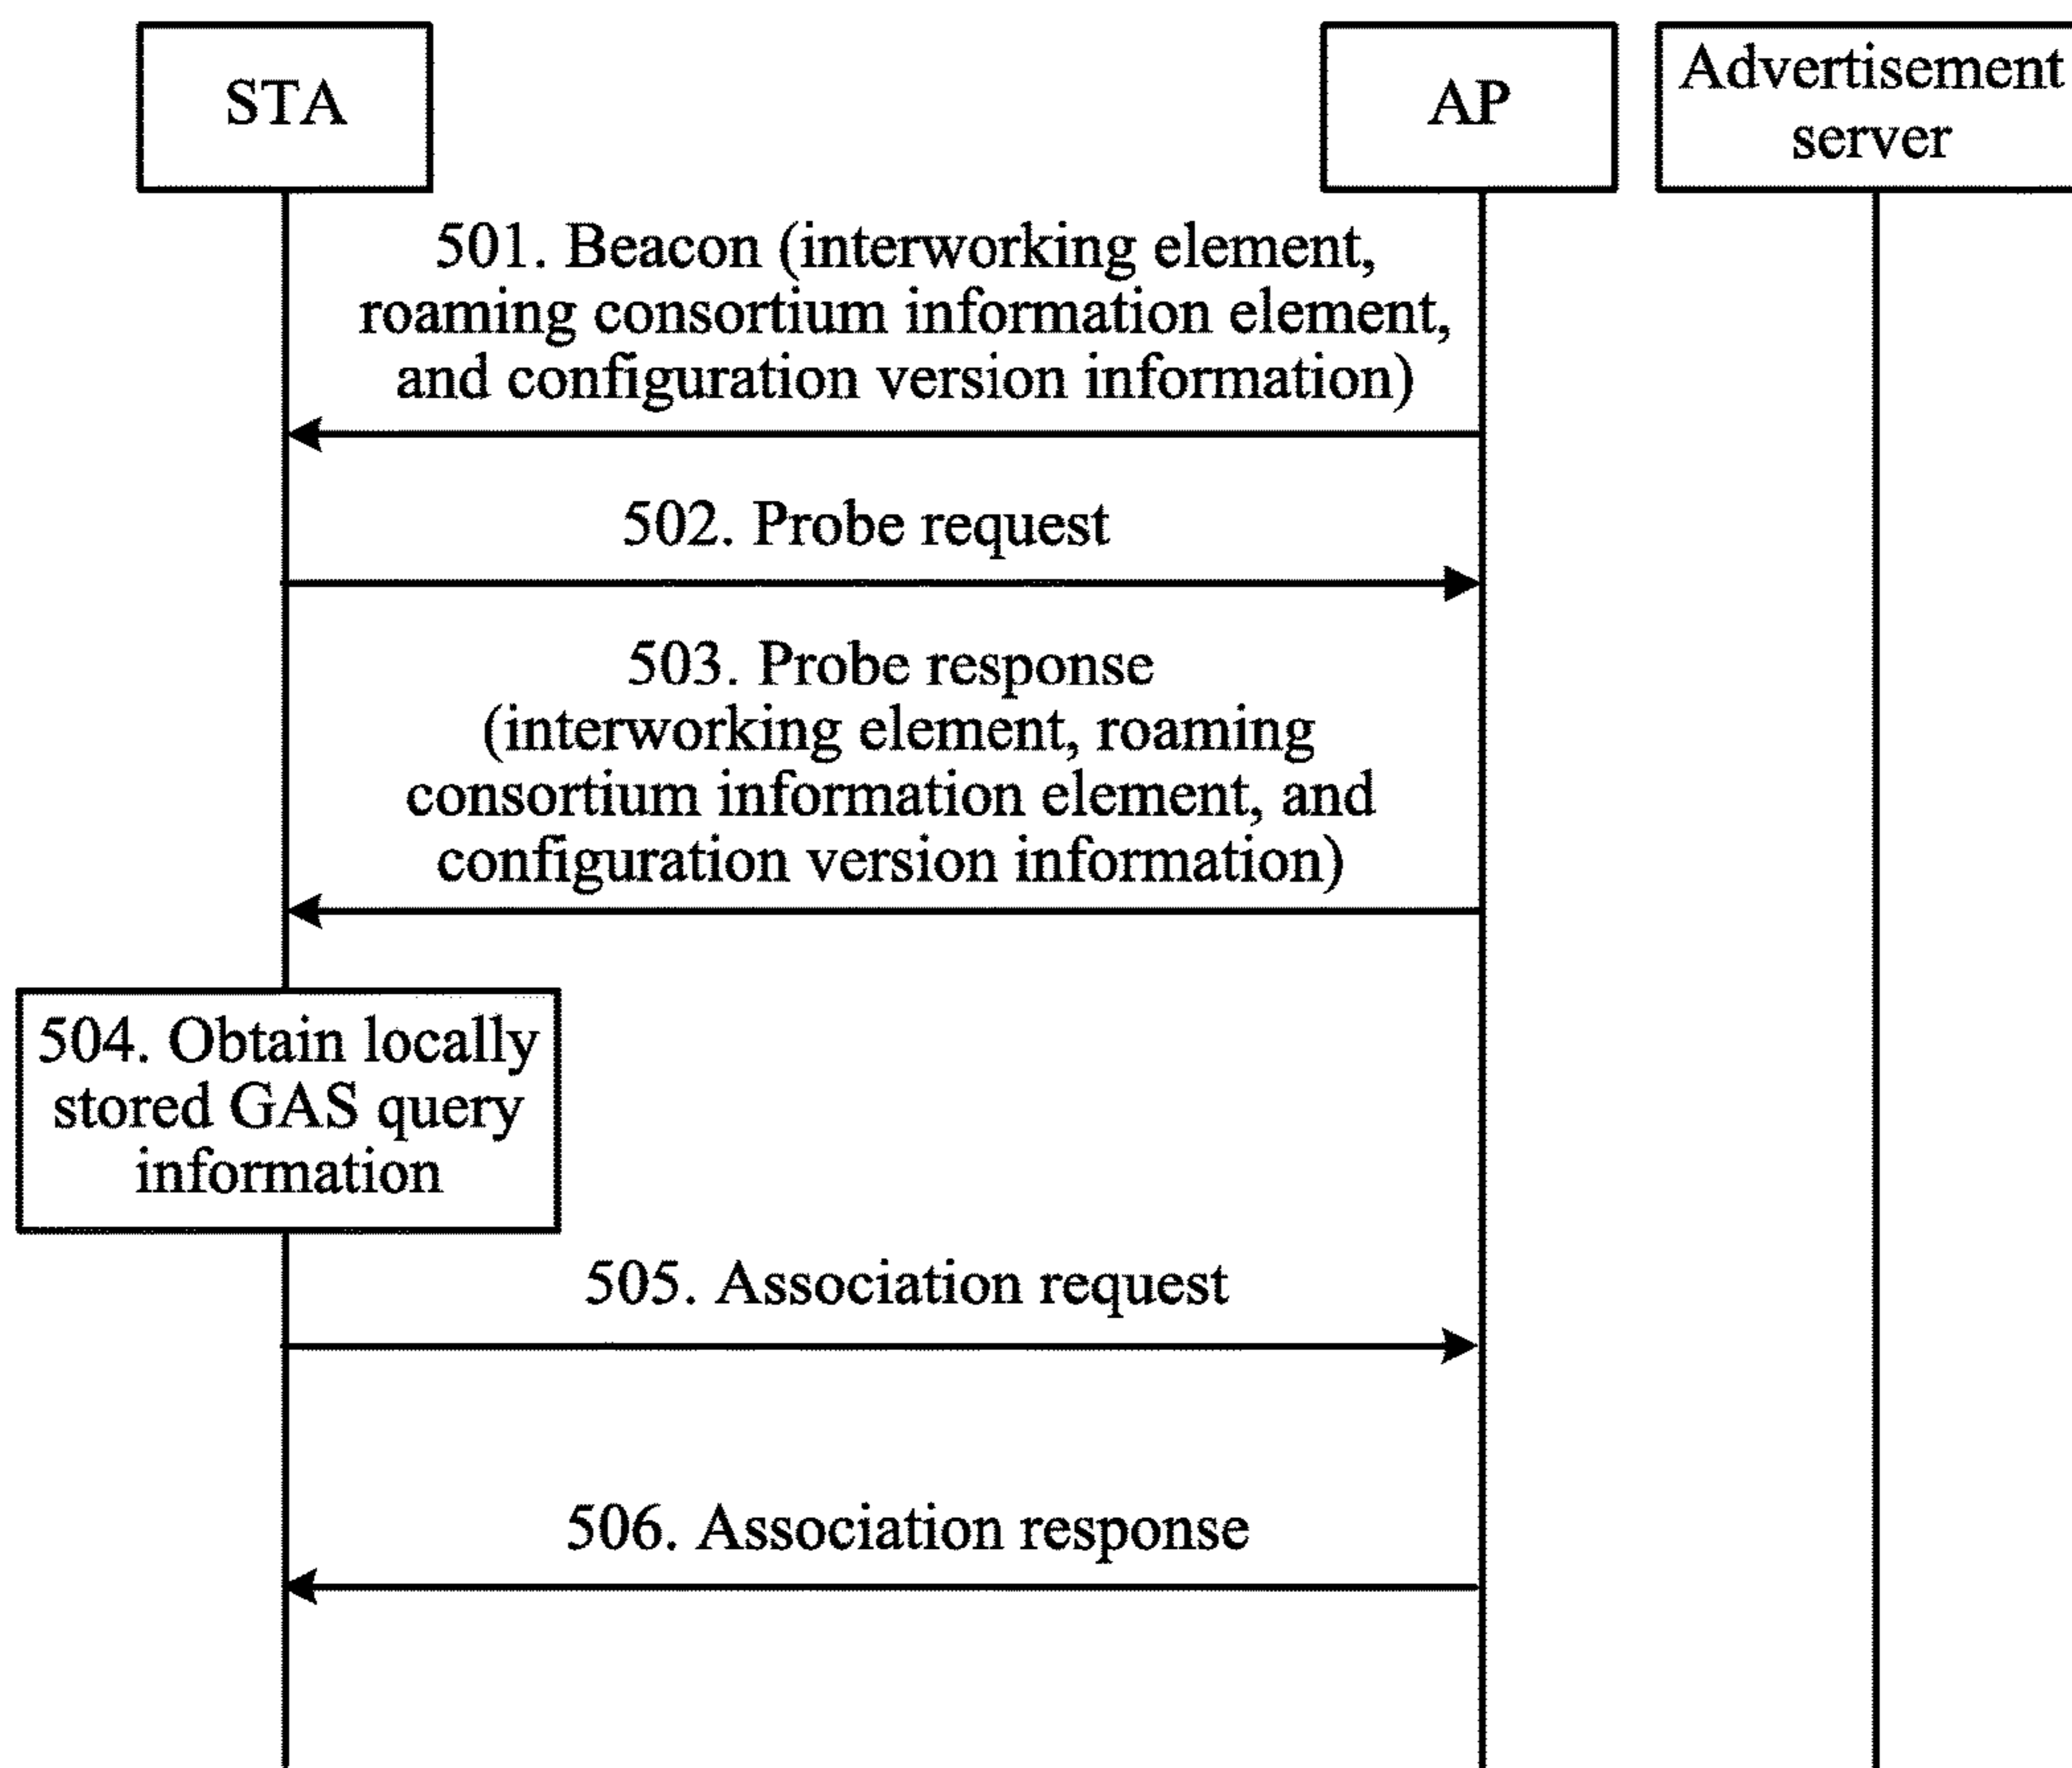 STA
AP
Advertisement
server
501. Beacon (interworking element,
roaming consortium information element,
and configuration version information)
502. Probe request
503. Probe response
(interworking element, roaming
consortium information element, and
configuration version information)
504. Obtain locally
stored GAS query
information
505. Association request
506. Association response